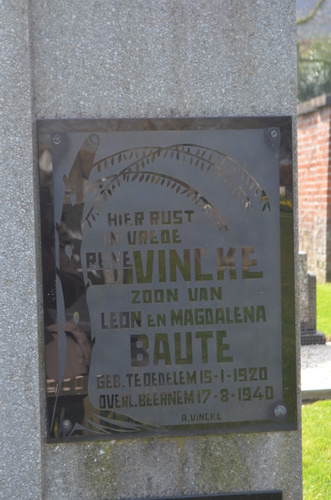 HIER RUST
IN VREDE
RENE VINCKE
ZOON VAN
LEON EN MAGDALENA
BAUTE
GEB. TE OEDELEM 15-1-1920
OVERL. BEERNEM 17-8-1940
A. VINCKE